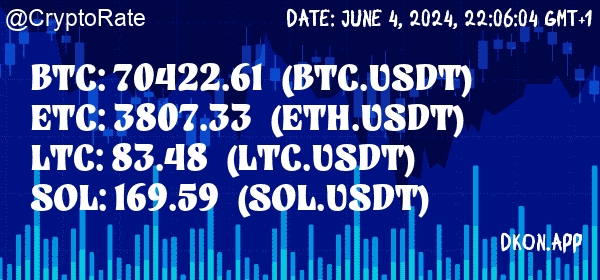 @CryptoRate
DATE: JUNE 4, 2024, 22:06:04 GMT+1
BTC: 70422.61 (BTC.USDT)
ETC: 3807.33 (ETH.USDT)
LTC: 83.48 (LTC.USDT)
SOL: 169.59 (SOL.USDT)
DKON.APP